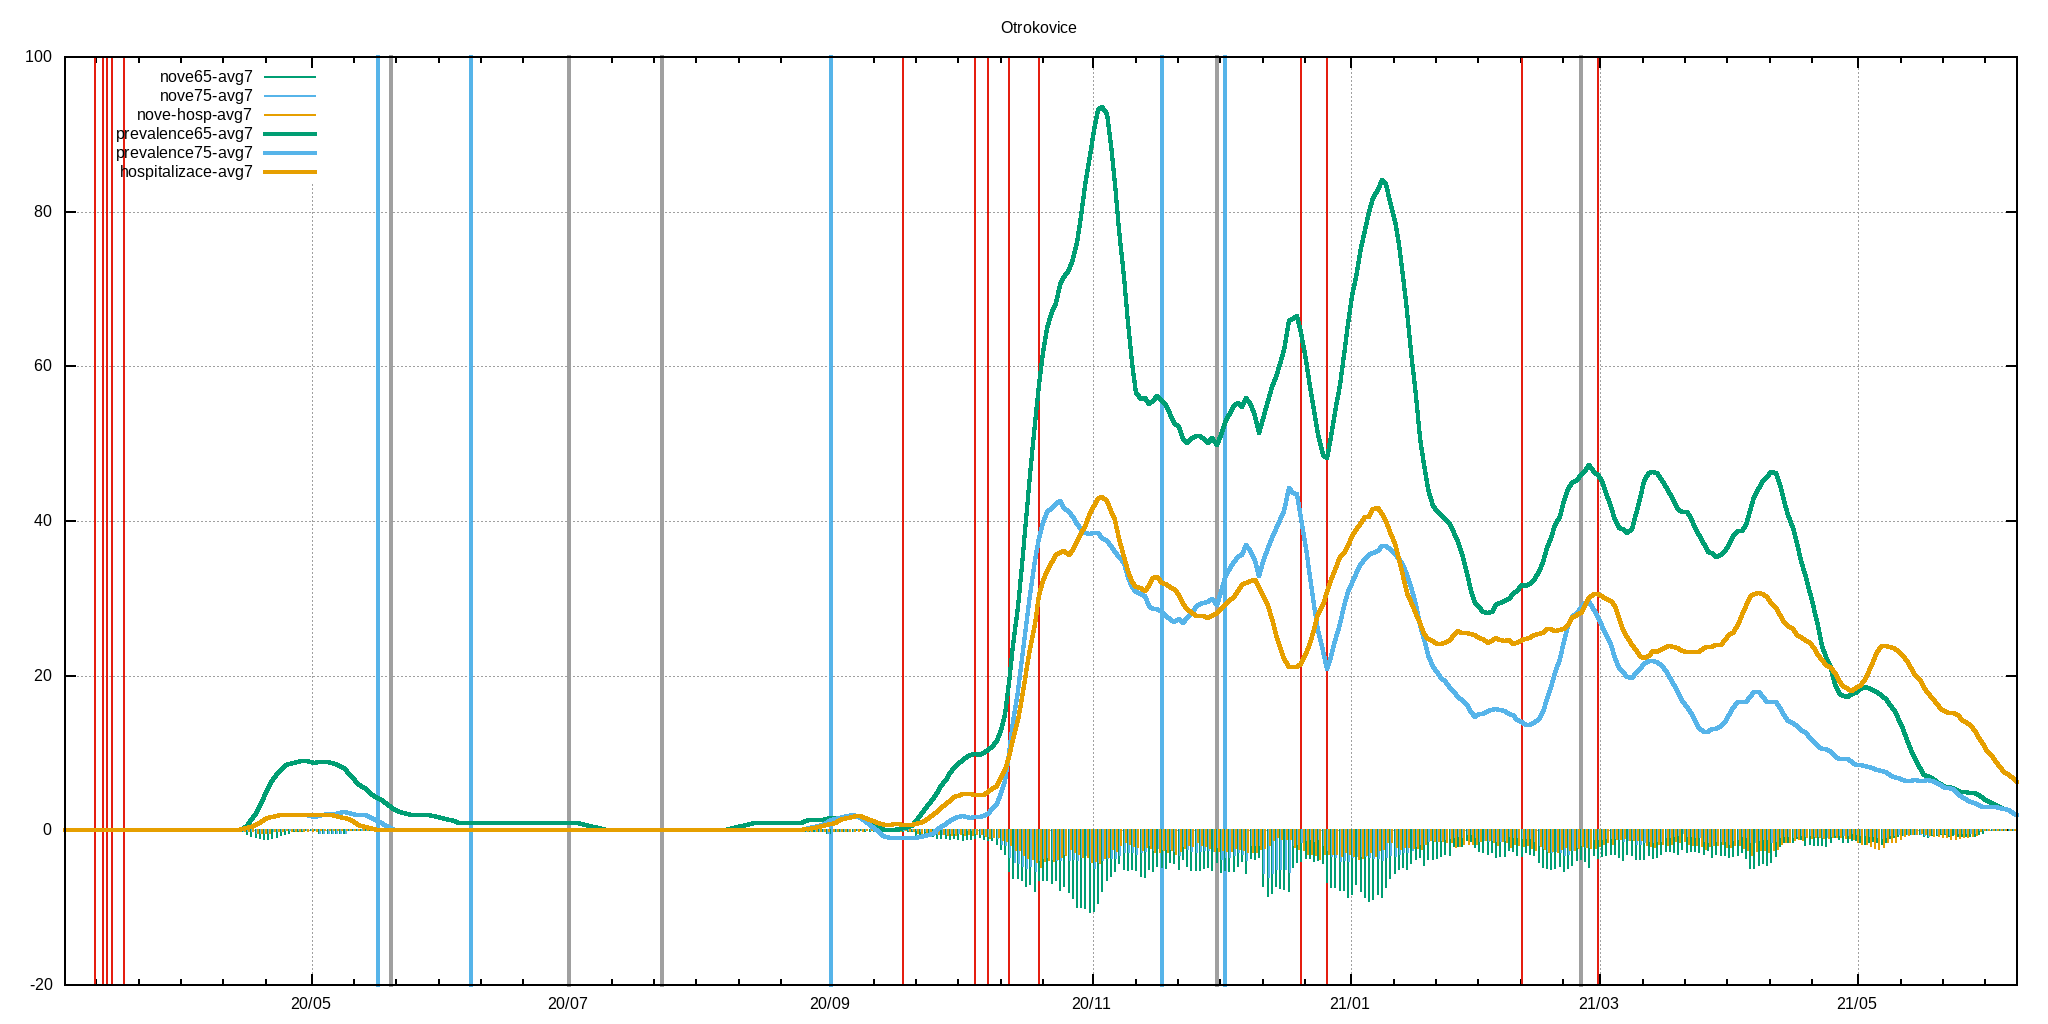 Otrokovice
100
nove65-avg7
nove75-avg7
nove-hosp-avg7
prevalence65-avg7
prevalence75-avg7
hospitalizace-avg7
80
60
40
20
0
-20
20/05 20/07 20/09 20/11 21/01 21/03 21/05